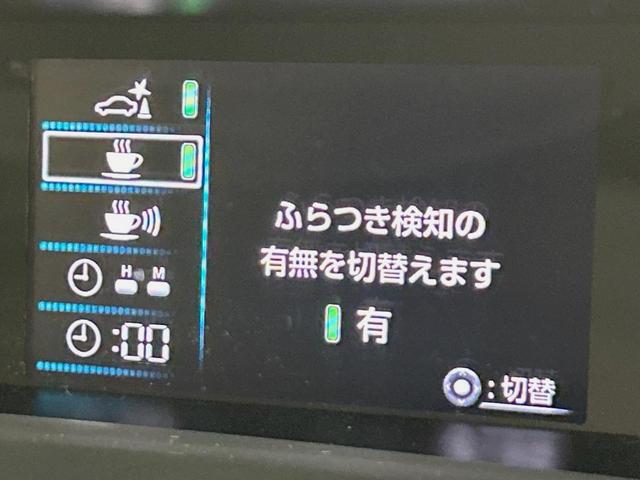 ふらつき検知の
有無を切替えます
有
H M
:00
:切替